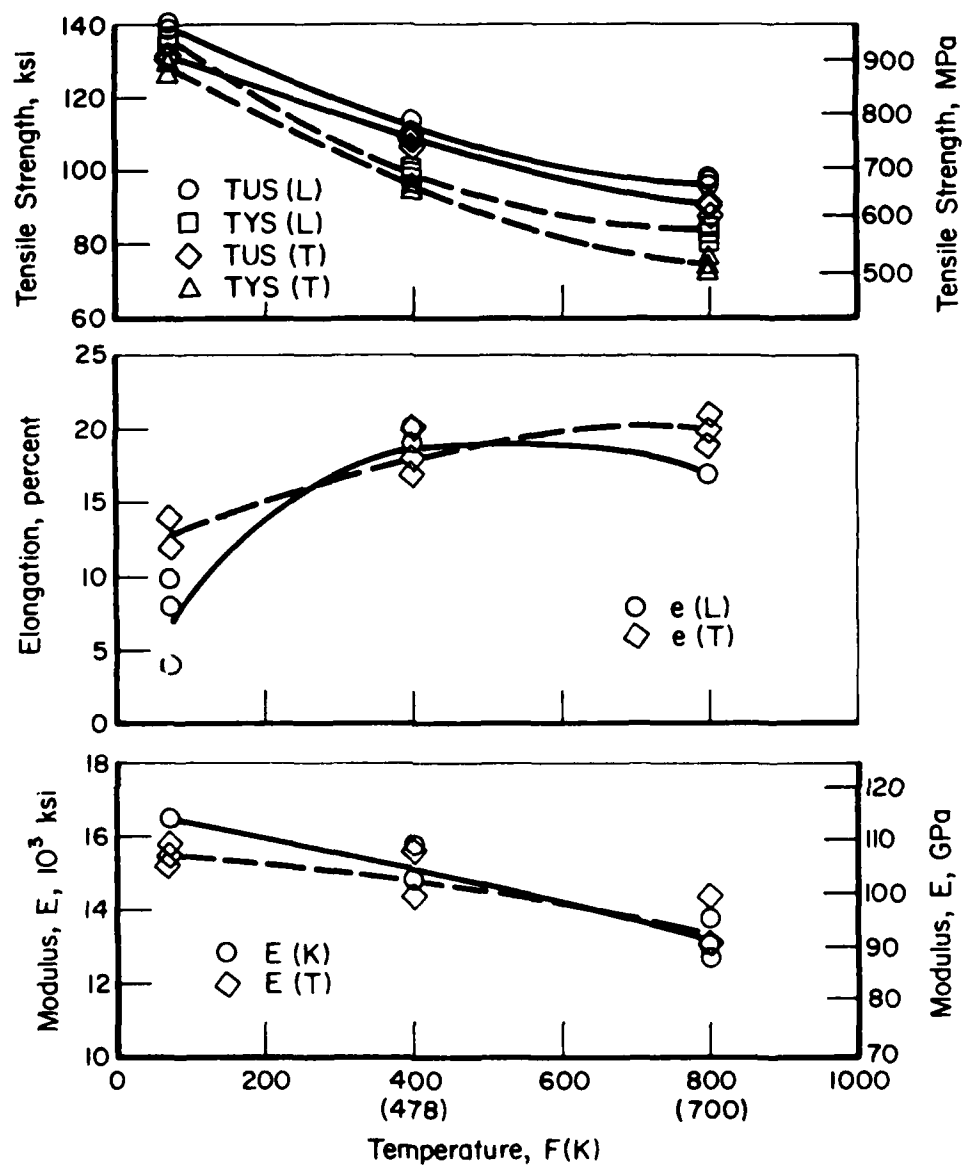 Tensile Strength, ksi
140
120
100
80
60
TUS (L)
TYS (L)
TUS (T)
TYS (T)
900
800
700
600
500
Tensile Strength, MPa
Elongation, percent
25
20
15
10
5
0
e (L)
e (T)
Modulus, E, 10³ ksi
18
16
14
12
10
E (K)
E (T)
120
110
100
90
80
70
Modulus, E, GPa
0 200 400 600 800 1000
(478) (700)
Temperature, F(K)